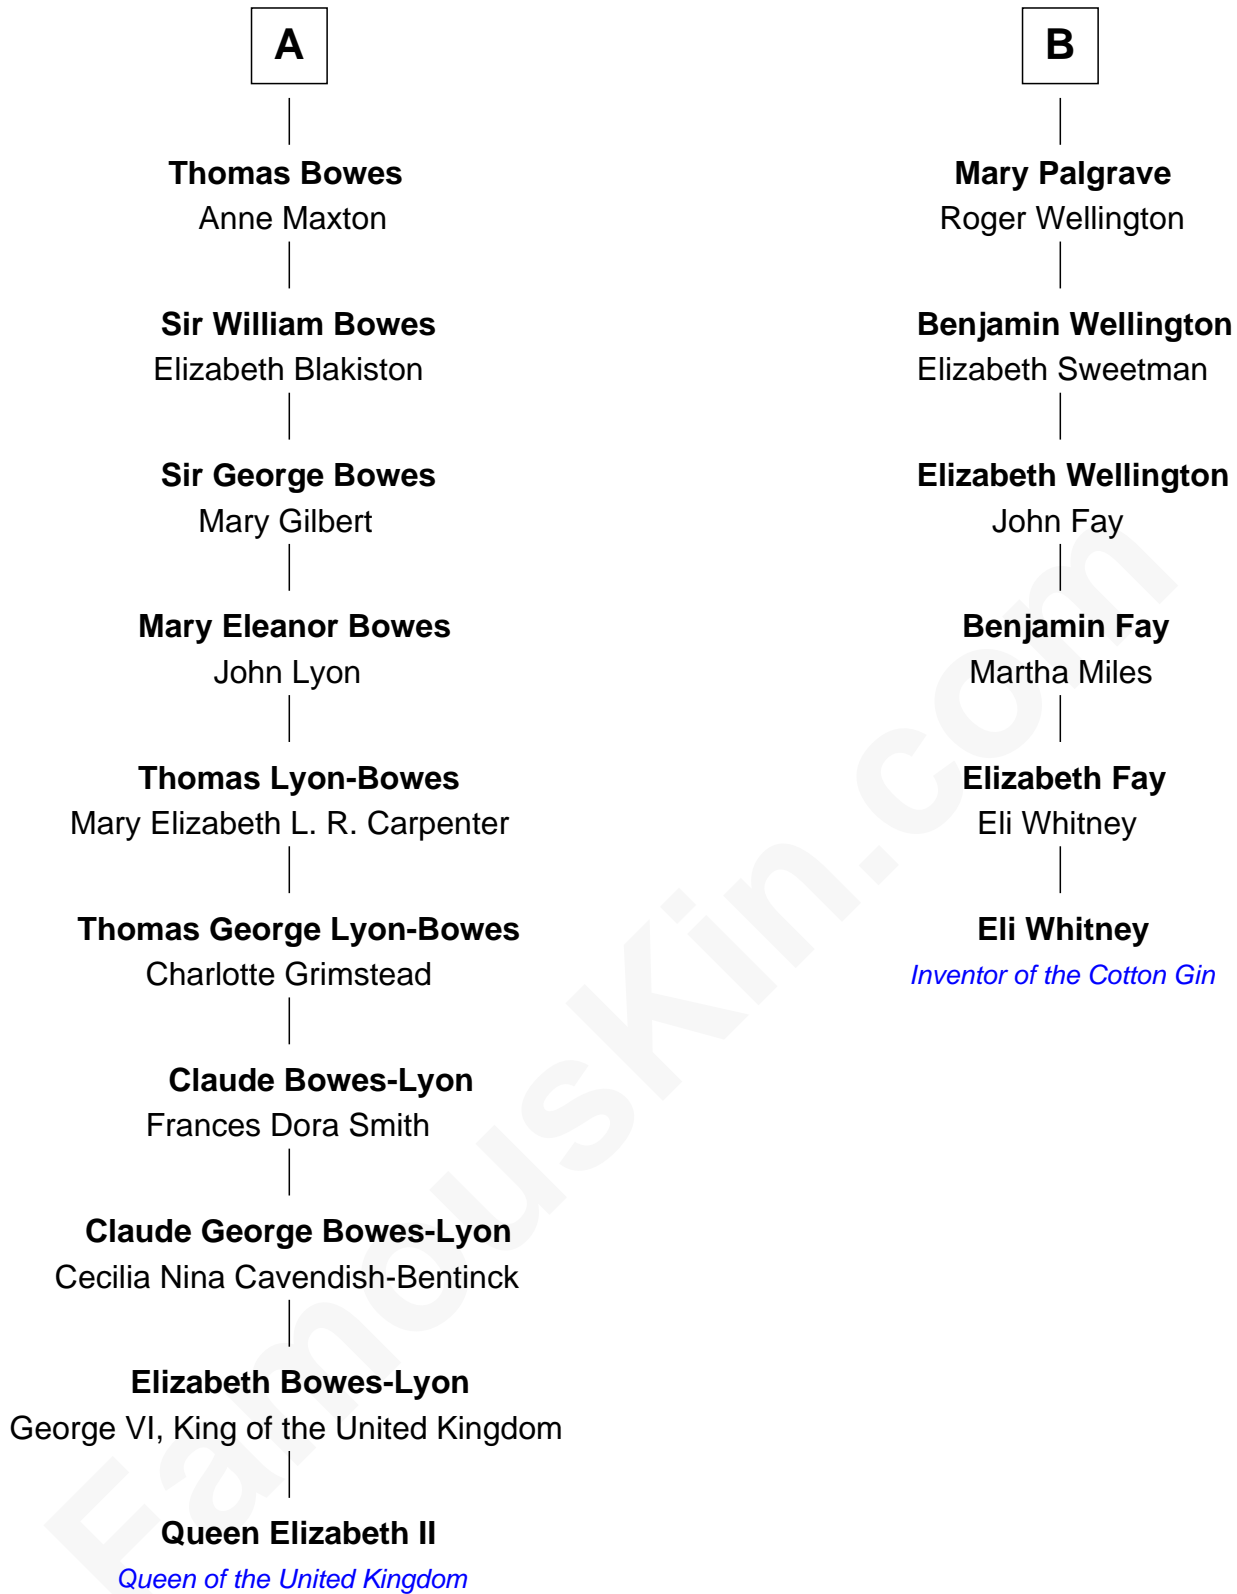 A
Thomas Bowes
Anne Maxton
Sir William Bowes
Elizabeth Blakiston
Sir George Bowes
Mary Gilbert
Mary Eleanor Bowes
John Lyon
Thomas Lyon-Bowes
Mary Elizabeth L. R. Carpenter
Thomas George Lyon-Bowes
Charlotte Grimstead
Claude Bowes-Lyon
Frances Dora Smith
Claude George Bowes-Lyon
Cecilia Nina Cavendish-Bentinck
Elizabeth Bowes-Lyon
George VI, King of the United Kingdom
Queen Elizabeth II
Queen of the United Kingdom
B
Mary Palgrave
Roger Wellington
Benjamin Wellington
Elizabeth Sweetman
Elizabeth Wellington
John Fay
Benjamin Fay
Martha Miles
Elizabeth Fay
Eli Whitney
Eli Whitney
Inventor of the Cotton Gin
FamousKin.com